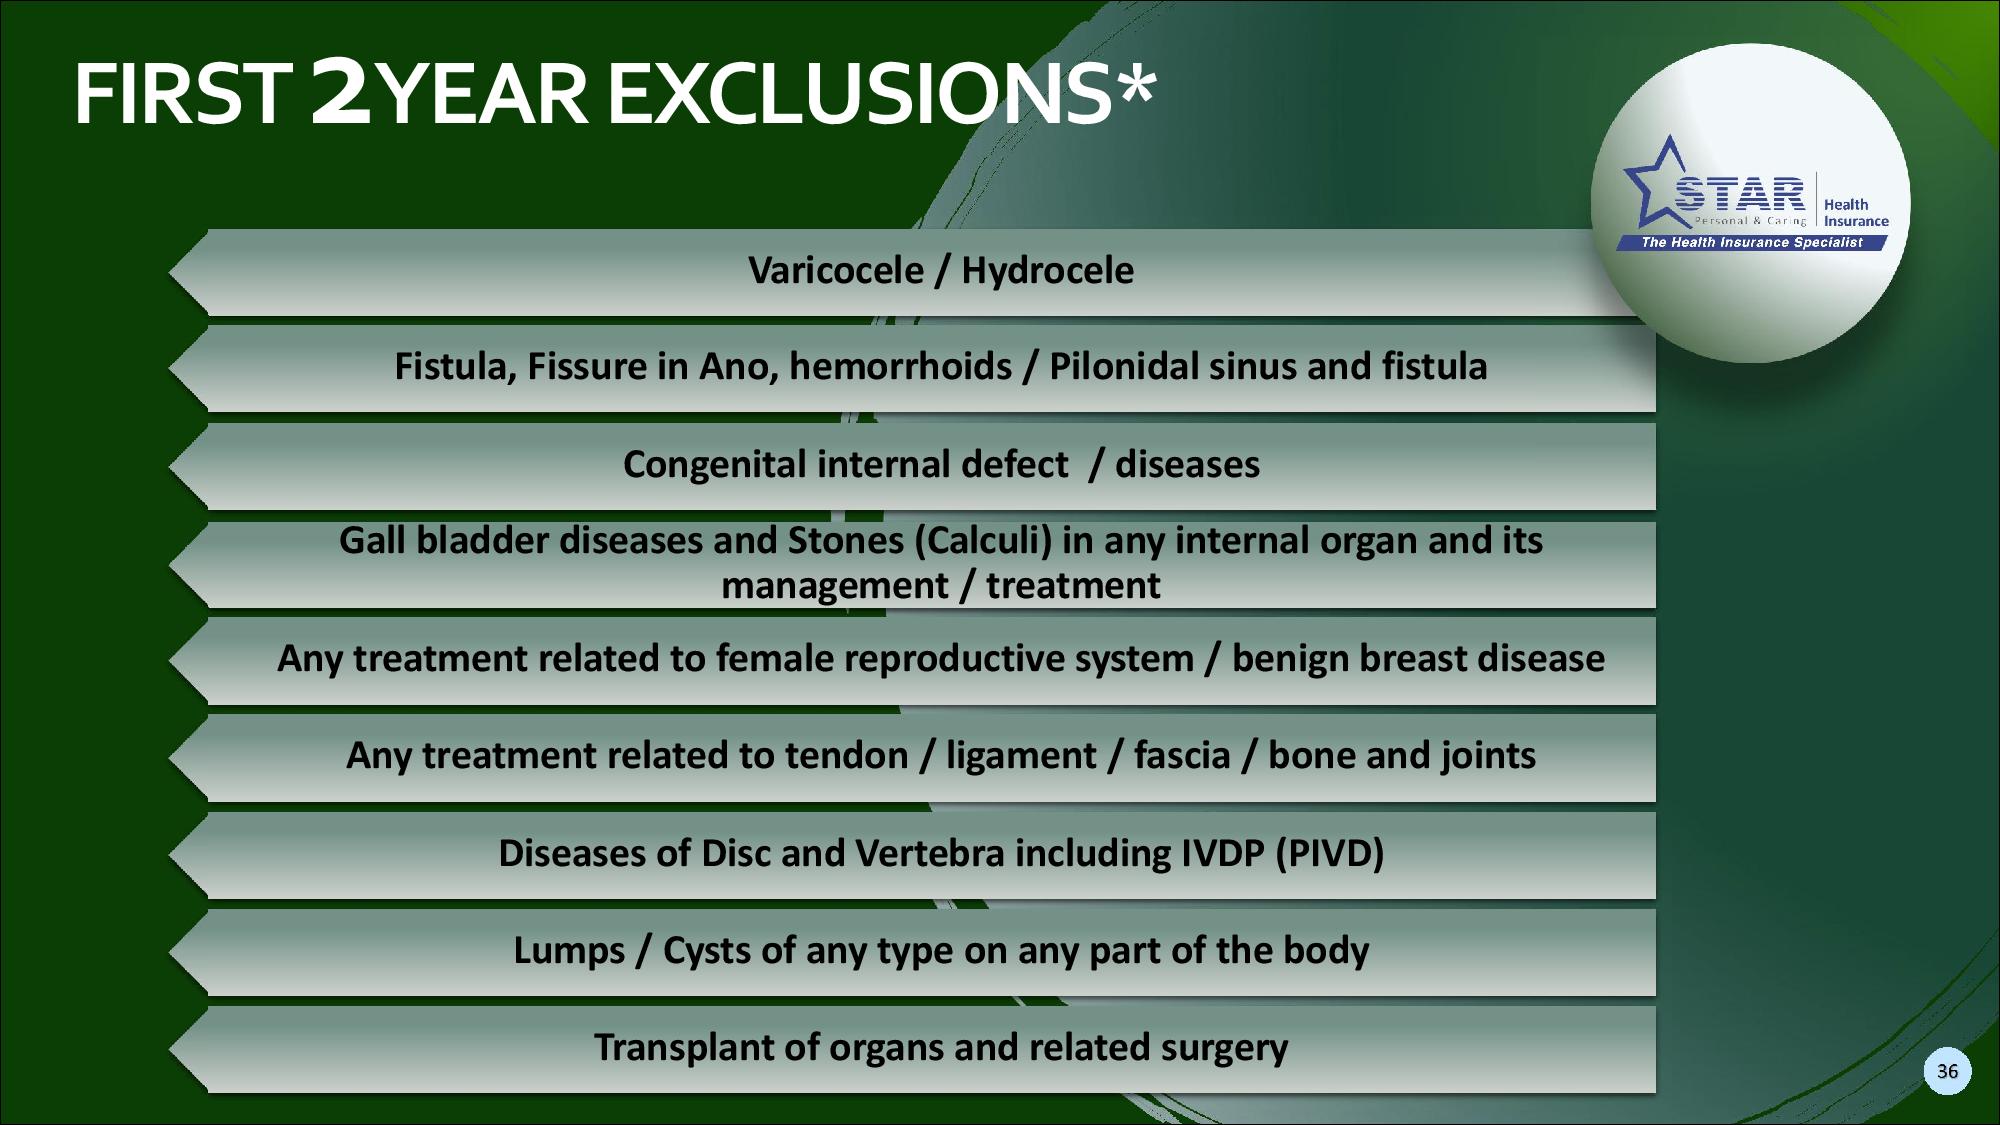 FIRST 2 YEAR EXCLUSIONS*
STAR
Personal & Caring
Health
Insurance
The Health Insurance Specialist
Varicocele / Hydrocele
Fistula, Fissure in Ano, hemorrhoids / Pilonidal sinus and fistula
Congenital internal defect / diseases
Gall bladder diseases and Stones (Calculi) in any internal organ and its
management / treatment
Any treatment related to female reproductive system / benign breast disease
Any treatment related to tendon / ligament / fascia / bone and joints
Diseases of Disc and Vertebra including IVDP (PIVD)
Lumps / Cysts of any type on any part of the body
Transplant of organs and related surgery
36